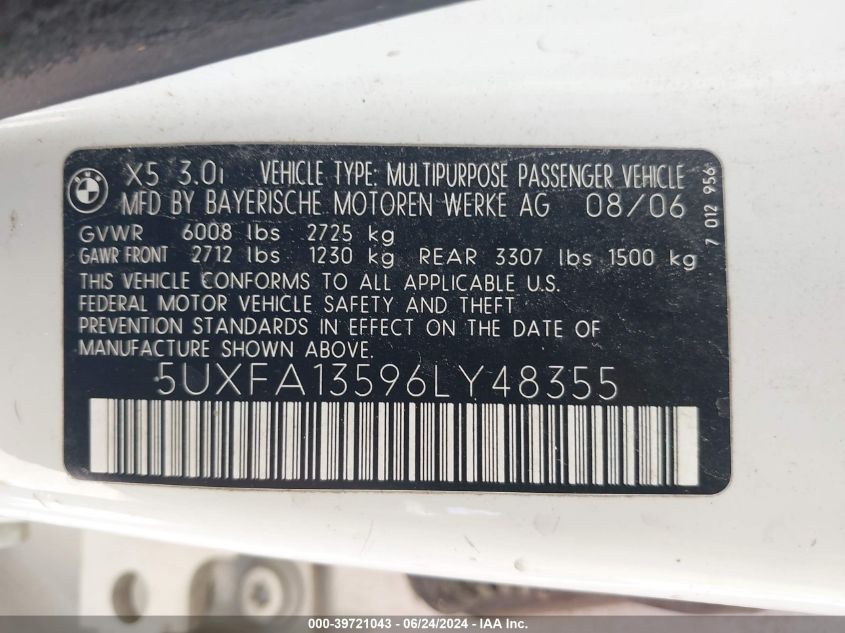 BMW X5 3.0i VEHICLE TYPE: MULTIPURPOSE PASSENGER VEHICLE
MFD BY BAYERISCHE MOTOREN WERKE AG 08/06
GVWR 6008 lbs 2725 kg
GAWR FRONT 2712 lbs 1230 kg REAR 3307 lbs 1500 kg
THIS VEHICLE CONFORMS TO ALL APPLICABLE U.S.
FEDERAL MOTOR VEHICLE SAFETY AND THEFT
PREVENTION STANDARDS IN EFFECT ON THE DATE OF
MANUFACTURE SHOWN ABOVE.
5UXFA13596LY48355
7 012 956
000-39721043 - 06/24/2024 - IAA Inc.